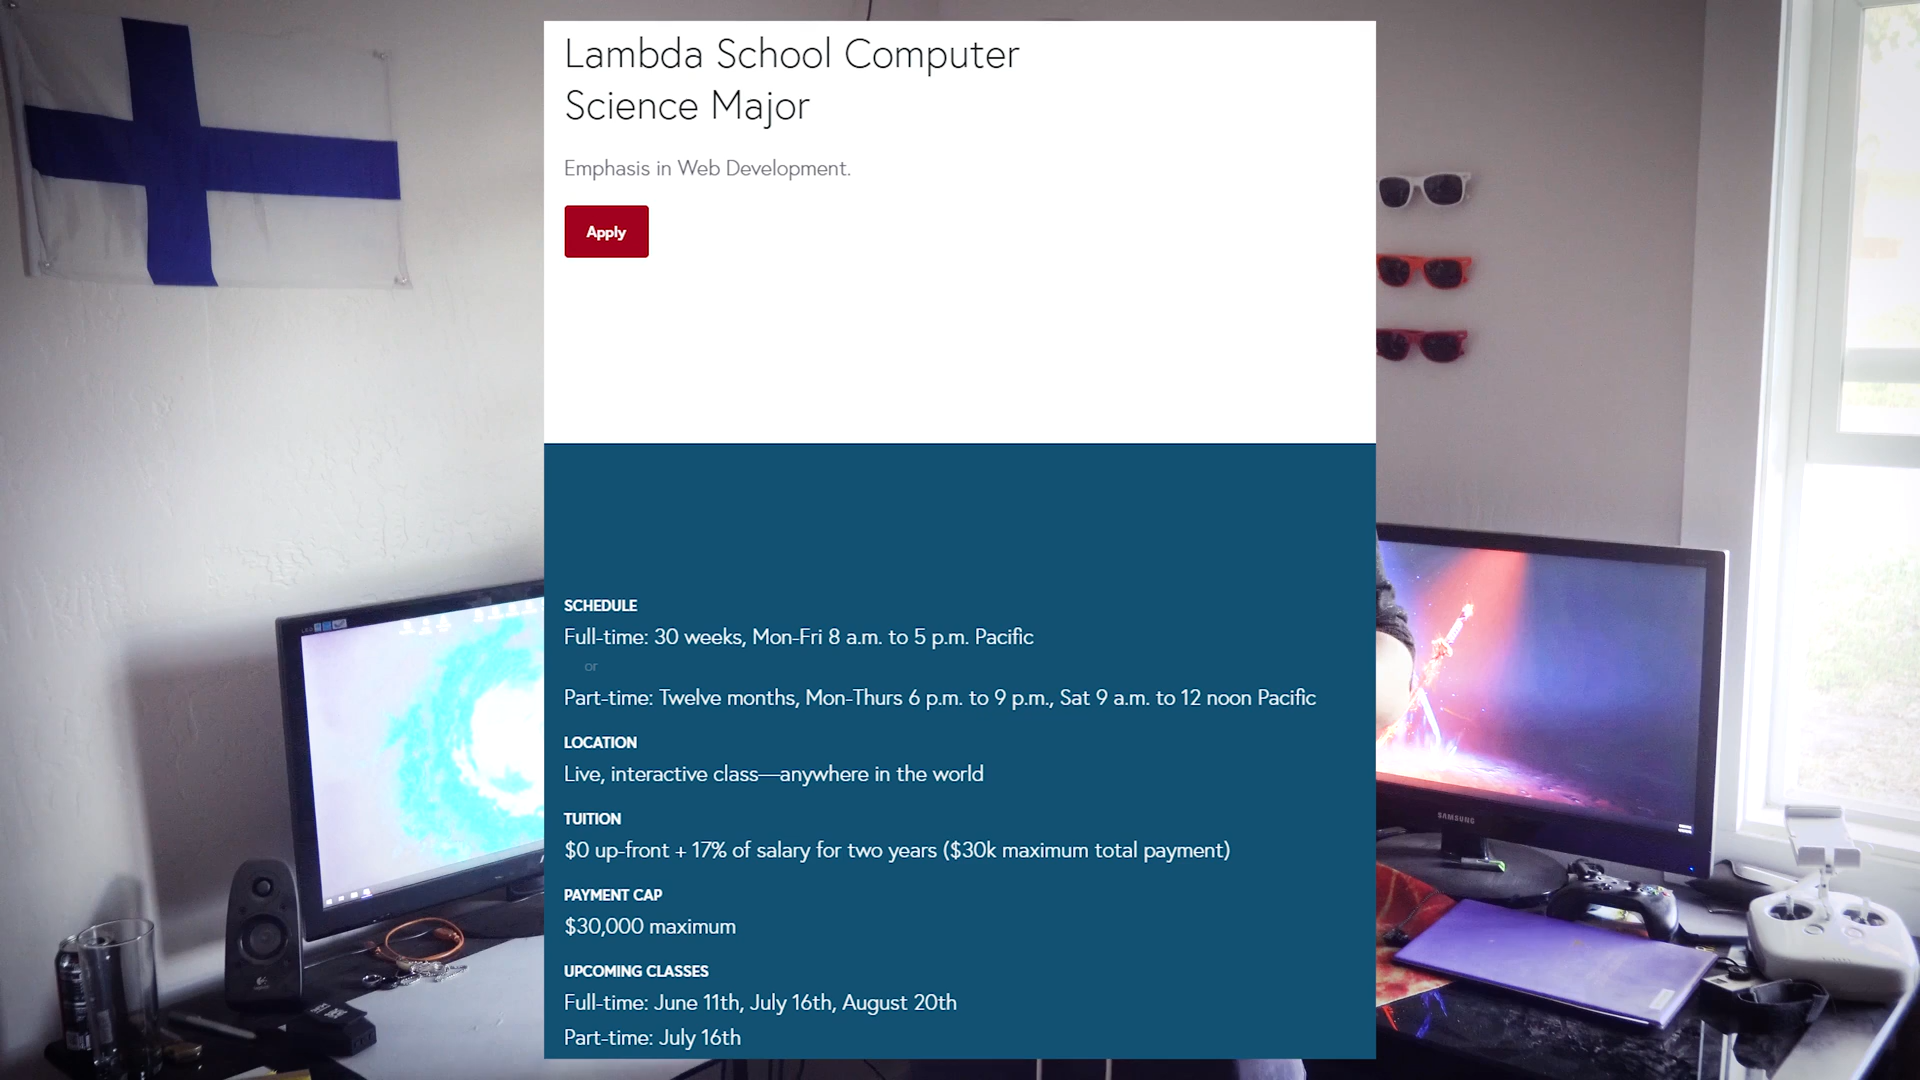 Lambda School Computer
Science Major
Emphasis in Web Development.
Apply
SCHEDULE
Full-time: 30 weeks, Mon-Fri 8 a.m. to 5 p.m. Pacific
or
Part-time: Twelve months, Mon-Thurs 6 p.m. to 9 p.m., Sat 9 a.m. to 12 noon Pacific
LOCATION
Live, interactive class—anywhere in the world
TUITION
$0 up-front + 17% of salary for two years ($30k maximum total payment)
PAYMENT CAP
$30,000 maximum
UPCOMING CLASSES
Full-time: June 11th, July 16th, August 20th
Part-time: July 16th
SAMSUNG